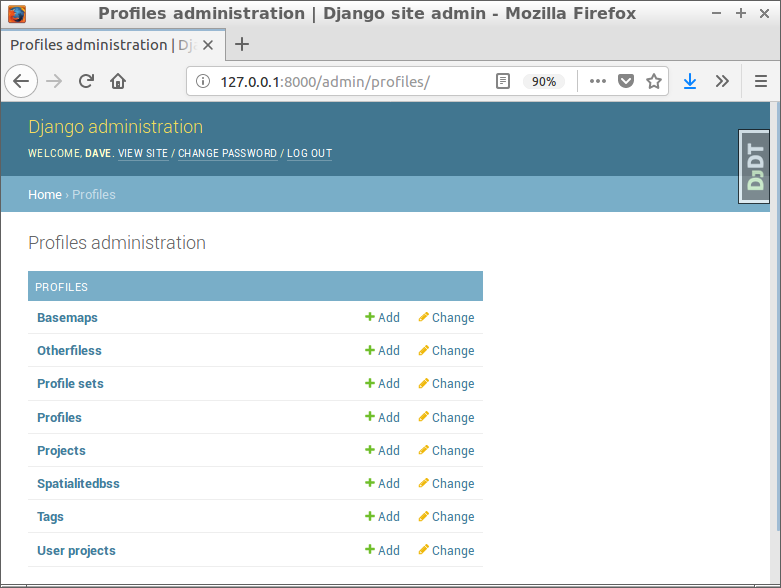 Profiles administration | Django site admin - Mozilla Firefox
Profiles administration | Dj
127.0.0.1:8000/admin/profiles/ 90%
Django administration
WELCOME, DAVE. VIEW SITE / CHANGE PASSWORD / LOG OUT
DJDT
Home › Profiles
Profiles administration
PROFILES
Basemaps Add Change
Otherfiless Add Change
Profile sets Add Change
Profiles Add Change
Projects Add Change
Spatialitedbss Add Change
Tags Add Change
User projects Add Change